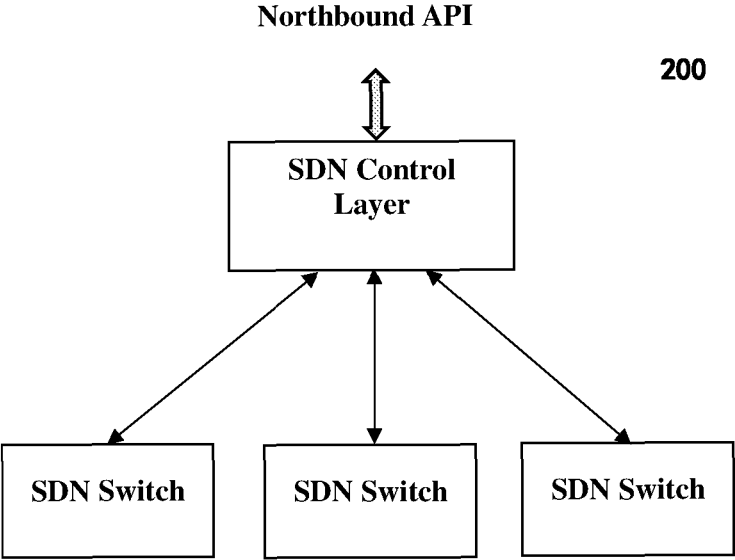 Northbound API
200
SDN Control
Layer
SDN Switch
SDN Switch
SDN Switch